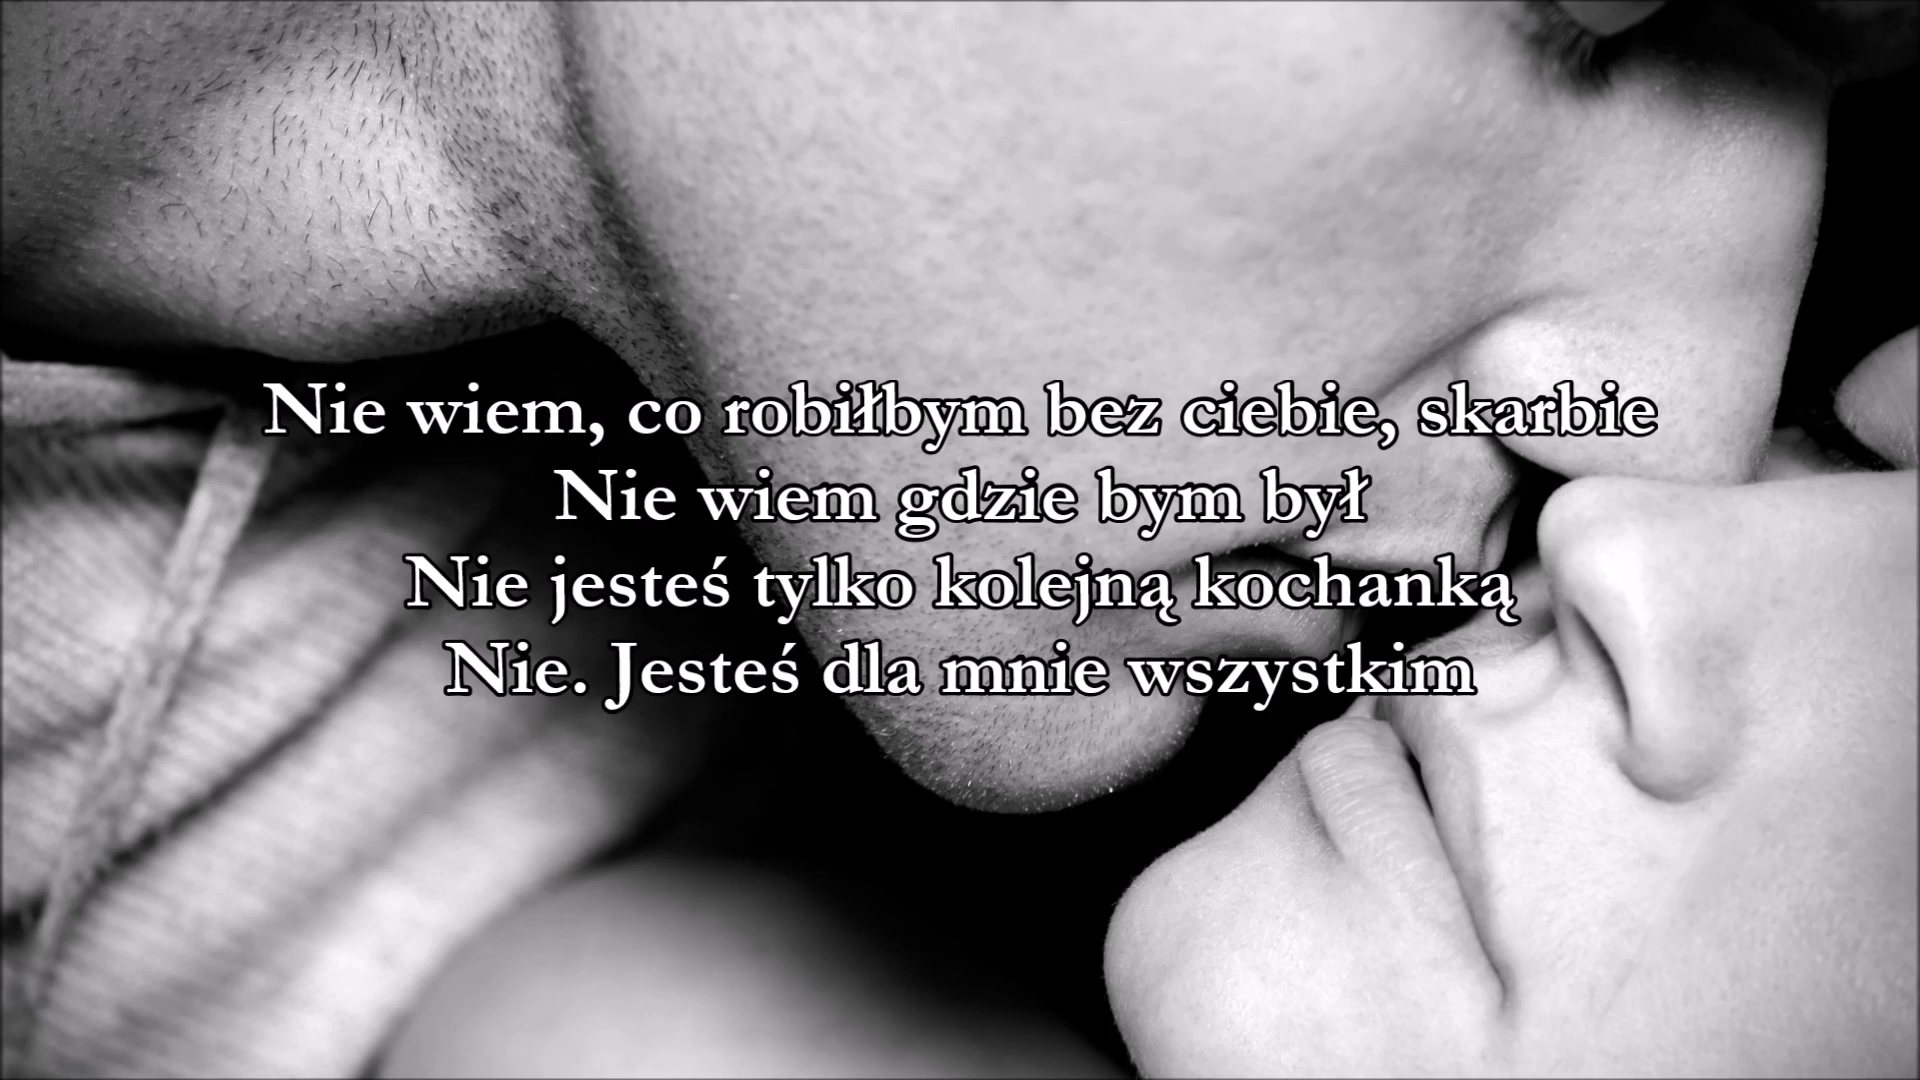 Nie wiem, co robiłbym bez ciebie, skarbie
Nie wiem gdzie bym był
Nie jesteś tylko kolejną kochanką
Nie. Jesteś dla mnie wszystkim